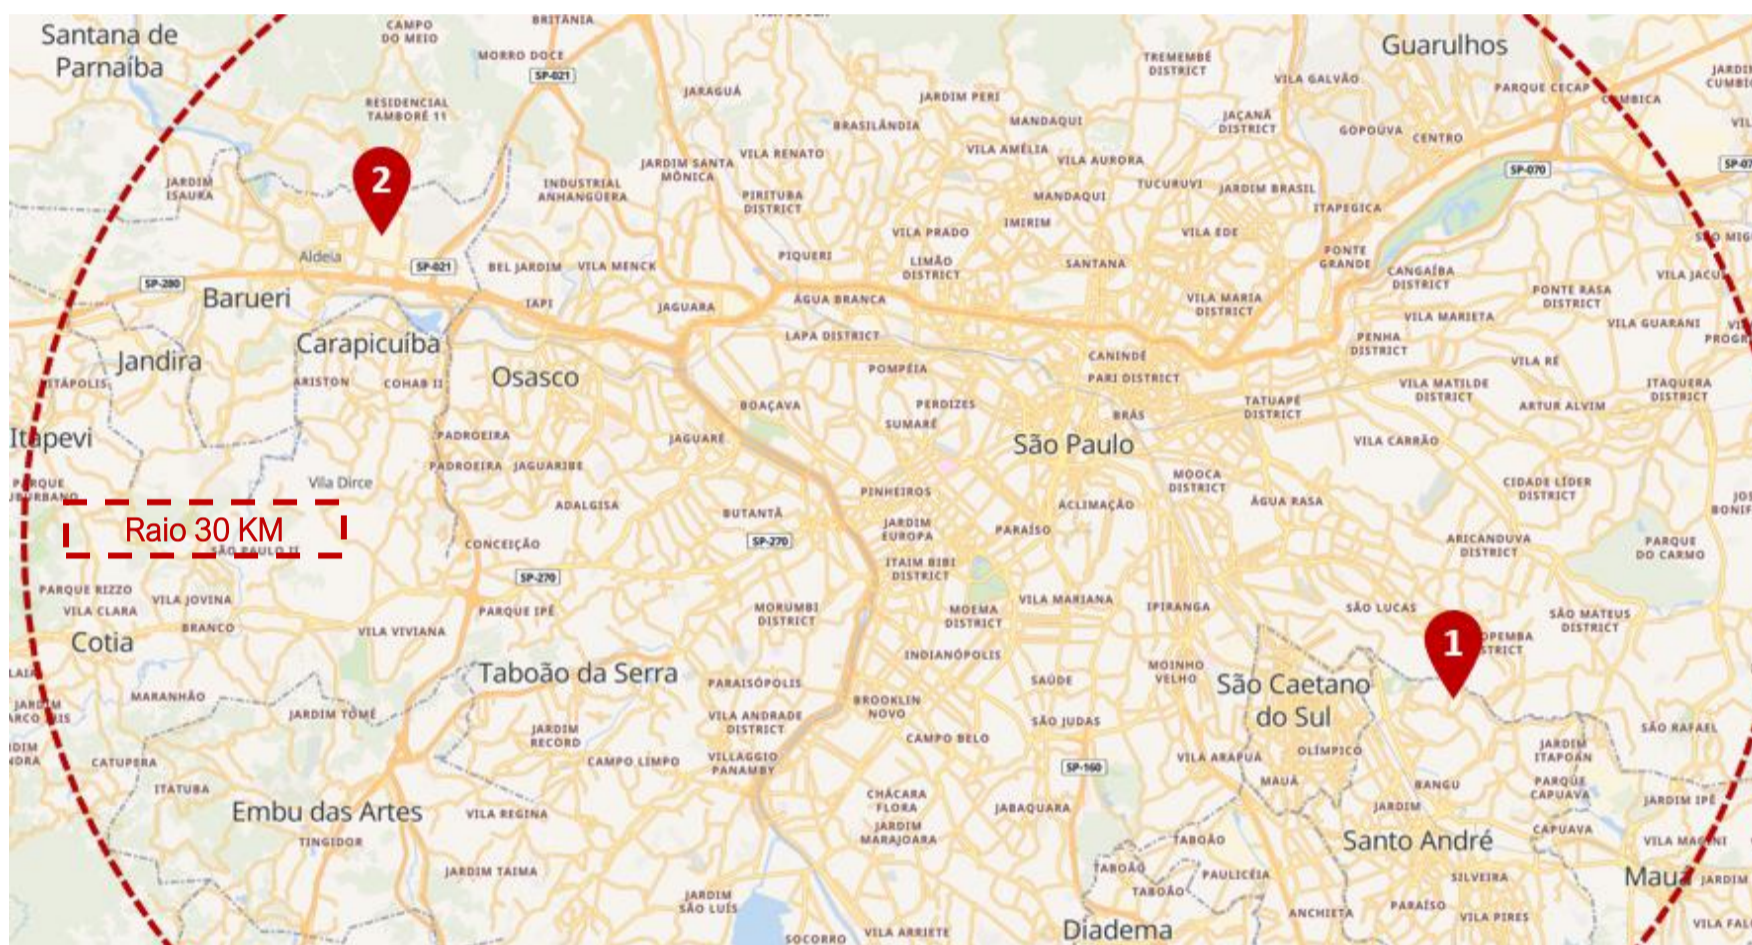 BRITÂNIA
Santana de
Parnaíba
CAMPO
DO MEIO
MORRO DOCE
SP-021
TREMEMBÉ
DISTRICT
Guarulhos
VILA GALVÃO
PARQUE CECAP
CUMBICA
RESIDENCIAL
TAMBORÉ 11
JARAGUÁ
JARDIM PERI
BRASILÂNDIA
MANDAQUI
JAÇANÃ
DISTRICT
GOPOUVA
CENTRO
VILA RENATO
VILA AMÉLIA
VILA AURORA
JARDIM SANTA
MÔNICA
SP-070
2
JARDIM
ISAURA
INDUSTRIAL
ANHANGÜERA
PIRITUBA
DISTRICT
MANDAQUI
TUCURUVI
JARDIM BRASIL
ITAPEGICA
VILA PRADO
IMIRIM
VILA EDE
Aldeia
SP-021
BEL JARDIM
VILA MENCK
PIQUERI
LIMÃO
DISTRICT
SANTANA
PONTE
GRANDE
CANGAÍBA
DISTRICT
VILA JACUÍ
SP-280
Barueri
IAPI
JAGUARA
ÁGUA BRANCA
VILA MARIA
DISTRICT
PONTE RASA
DISTRICT
VILA MARIETA
VILA GUARANI
Jandira
Carapicuíba
LAPA DISTRICT
PENHA
DISTRICT
CANINDÉ
PARI DISTRICT
VILA RÉ
ITÁPOLIS
ARISTON
COHAB II
Osasco
POMPÉIA
VILA MATILDE
DISTRICT
ITAQUERA
DISTRICT
BOAÇAVA
PERDIZES
SUMARÉ
BRÁS
TATUAPÉ
DISTRICT
ARTUR ALVIM
Itapevi
PADROEIRA
JAGUARÉ
São Paulo
VILA CARRÃO
PADROEIRA
JAGUARIBE
Vila Dirce
ADALGISA
PINHEIROS
MOOCA
DISTRICT
CIDADE LÍDER
DISTRICT
PARQUE
SUBURBANO
Raio 30 KM
SÃO PAULO II
BUTANTÃ
ACLIMAÇÃO
ÁGUA RASA
JARDIM
EUROPA
PARAÍSO
CONCEIÇÃO
SP-270
ARICANDUVA
DISTRICT
PARQUE
DO CARMO
SP-270
ITAIM BIBI
DISTRICT
PARQUE RIZZO
VILA JOVINA
VILA CLARA
PARQUE IPÊ
MORUMBI
DISTRICT
MOEMA
DISTRICT
VILA MARIANA
IPIRANGA
SÃO LUCAS
SÃO MATEUS
DISTRICT
Cotia
BRANCO
VILA VIVIANA
1
INDIANÓPOLIS
Taboão da Serra
PARAISÓPOLIS
SAÚDE
MOINHO
VELHO
São Caetano
do Sul
MARANHÃO
JARDIM TOMÉ
BROOKLIN
NOVO
VILA ANDRADE
DISTRICT
SÃO JUDAS
SÃO RAFAEL
JARDIM
RECORD
CAMPO BELO
OLÍMPICO
JARDIM
ITAPOÃN
CATUPERA
CAMPO LIMPO
VILLAGGIO
PANAMBY
SP-160
VILA ARAPUÁ
ITATUBA
MAUÁ
BANGU
PARQUE
CAPUAVA
CHÁCARA
FLORA
JABAQUARA
JARDIM
JARDIM IPÊ
Embu das Artes
VILA REGINA
JARDIM
MARAJOARA
TABOÃO
Santo André
CAPUAVA
TINGIDOR
JARDIM TAIMA
TABOÃO
TABOÃO
PAULICÉIA
SILVEIRA
Mauá
JARDIM
JARDIM
SÃO LUÍS
ANCHIETA
PARAÍSO
VILA PIRES
SOCORRO
VILA ARRIETE
Diadema